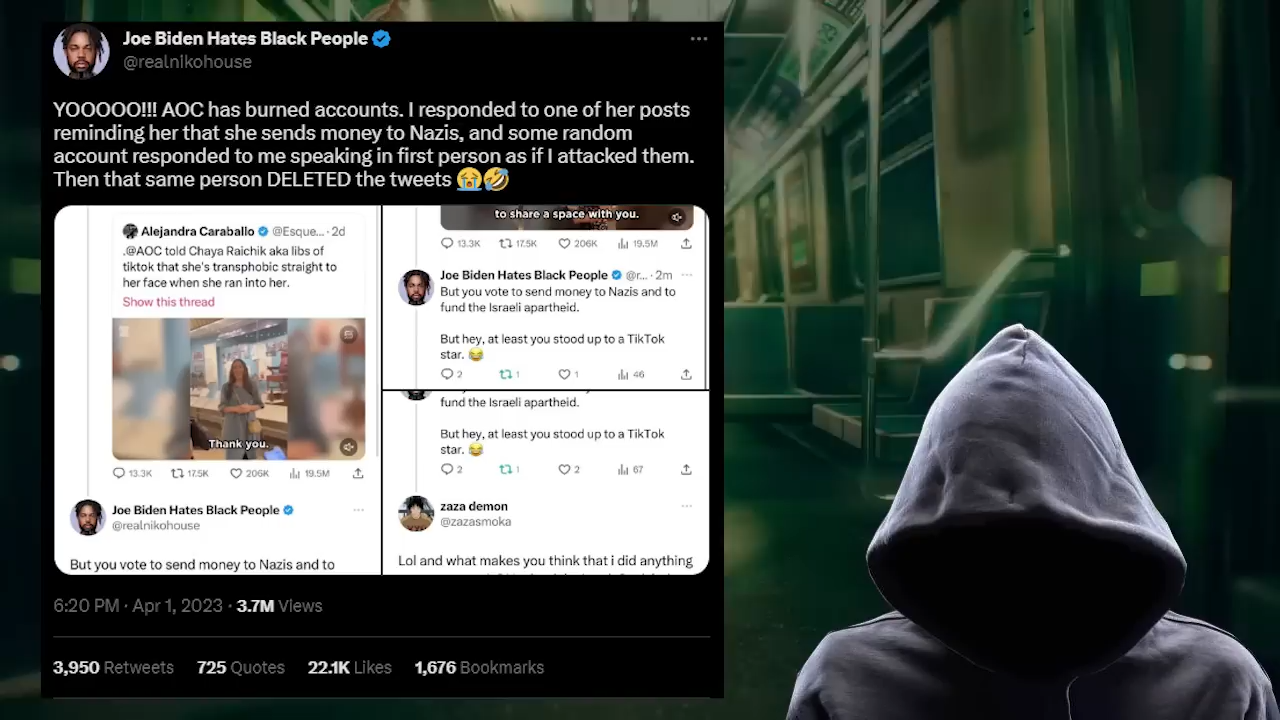 Joe Biden Hates Black People
@realnikohouse
YOOOOO!!! AOC has burned accounts. I responded to one of her posts
reminding her that she sends money to Nazis, and some random
account responded to me speaking in first person as if I attacked them.
Then that same person DELETED the tweets 😭🤣
Alejandra Caraballo @Esque... · 2d
.@AOC told Chaya Raichik aka libs of
tiktok that she's transphobic straight to
her face when she ran into her.
Show this thread
Thank you.
13.3K 17.5K 206K 19.5M
Joe Biden Hates Black People
@realnikohouse
But you vote to send money to Nazis and to
to share a space with you.
13.3K 17.5K 206K 19.5M
Joe Biden Hates Black People @r... · 2m
But you vote to send money to Nazis and to
fund the Israeli apartheid.
But hey, at least you stood up to a TikTok
star. 😂
2 1 1 46
fund the Israeli apartheid.
But hey, at least you stood up to a TikTok
star. 😂
2 1 2 67
zaza demon
@zazasmoka
Lol and what makes you think that i did anything
6:20 PM · Apr 1, 2023 · 3.7M Views
3,950 Retweets 725 Quotes 22.1K Likes 1,676 Bookmarks